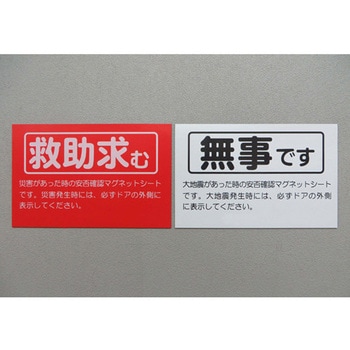 救助求む
災害があった時の安否確認マグネットシート
です。災害発生時には、必ずドアの外側に
表示してください。
無事です
大地震があった時の安否確認マグネットシート
です。大地震発生時には、必ずドアの外側
に表示してください。